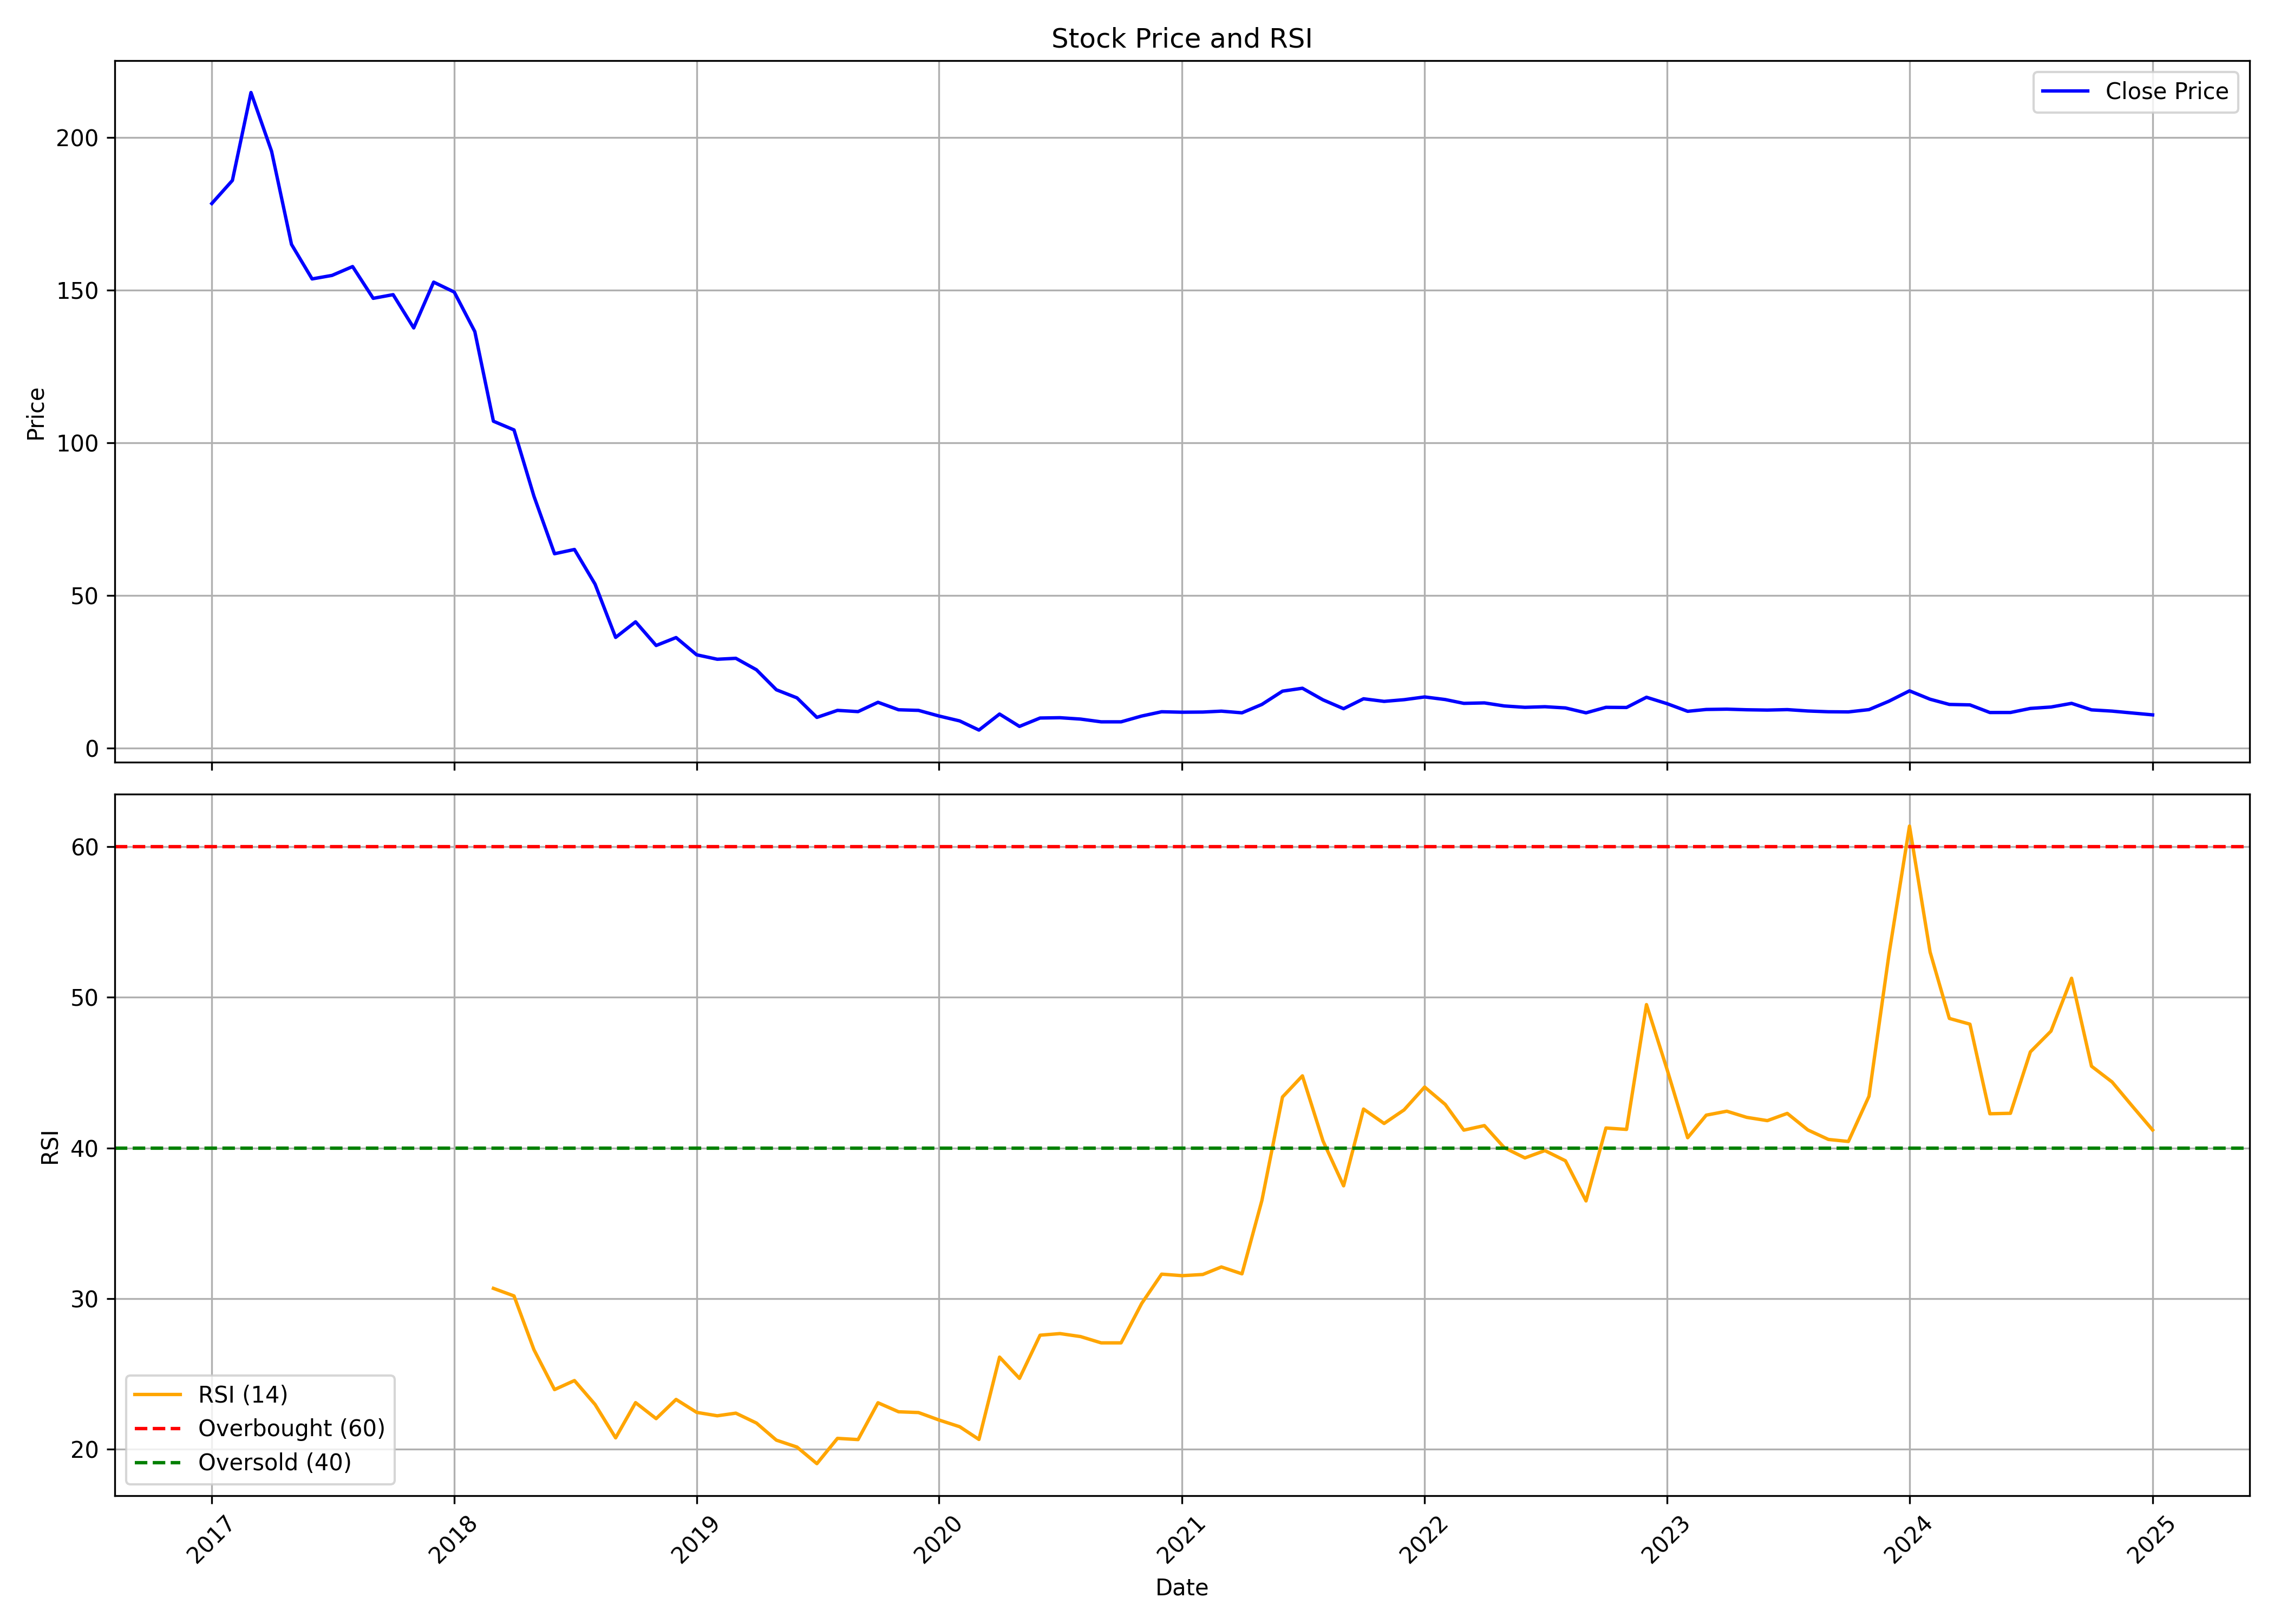 Stock Price and RSI
Close Price
Price
200
150
100
50
0
RSI
60
50
40
30
20
RSI (14)
Overbought (60)
Oversold (40)
2017
2018
2019
2020
2021
2022
2023
2024
2025
Date